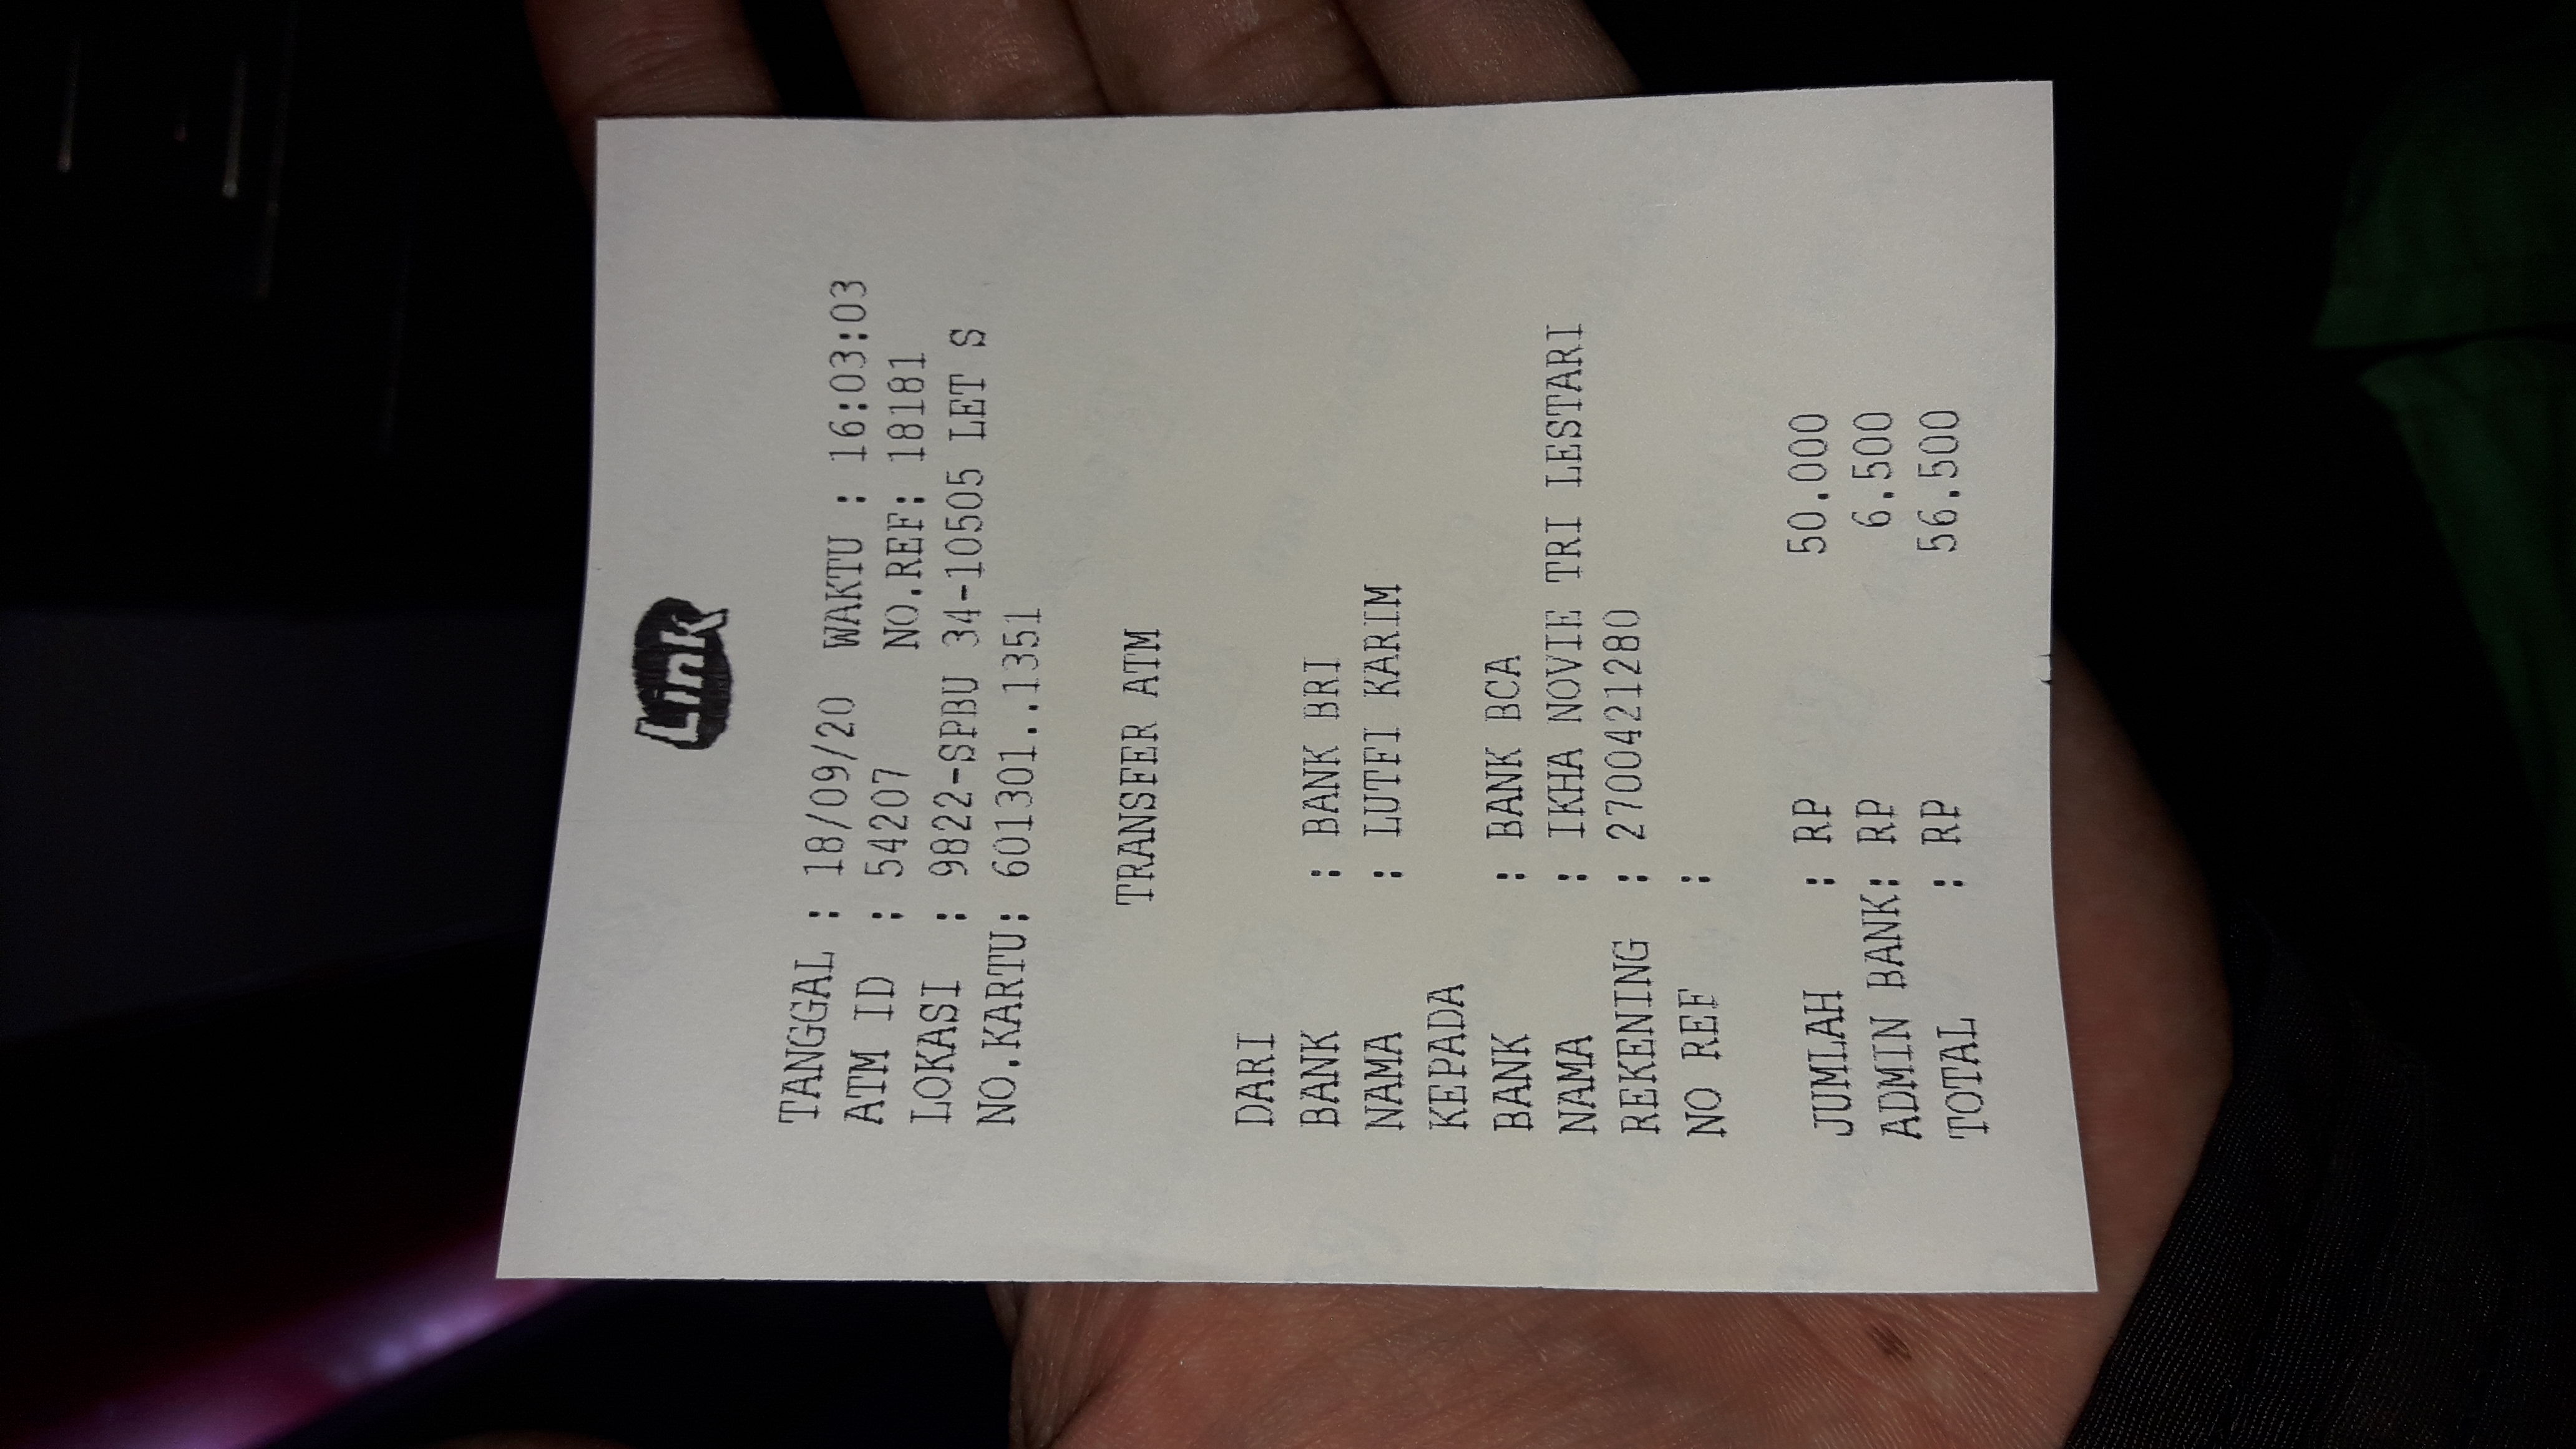 Link
TANGGAL : 18/09/20 WAKTU : 16:03:03
ATM ID : 54207 NO.REF: 18181
LOKASI : 9822-SPBU 34-10505 LET S
NO.KARTU: 601301..1351
TRANSFER ATM
DARI
BANK : BANK BRI
NAMA : LUTFI KARIM
KEPADA
BANK : BANK BCA
NAMA : IKHA NOVIE TRI LESTARI
REKENING : 2700421280
NO REF :
JUMLAH : RP 50.000
ADMIN BANK: RP 6.500
TOTAL : RP 56.500